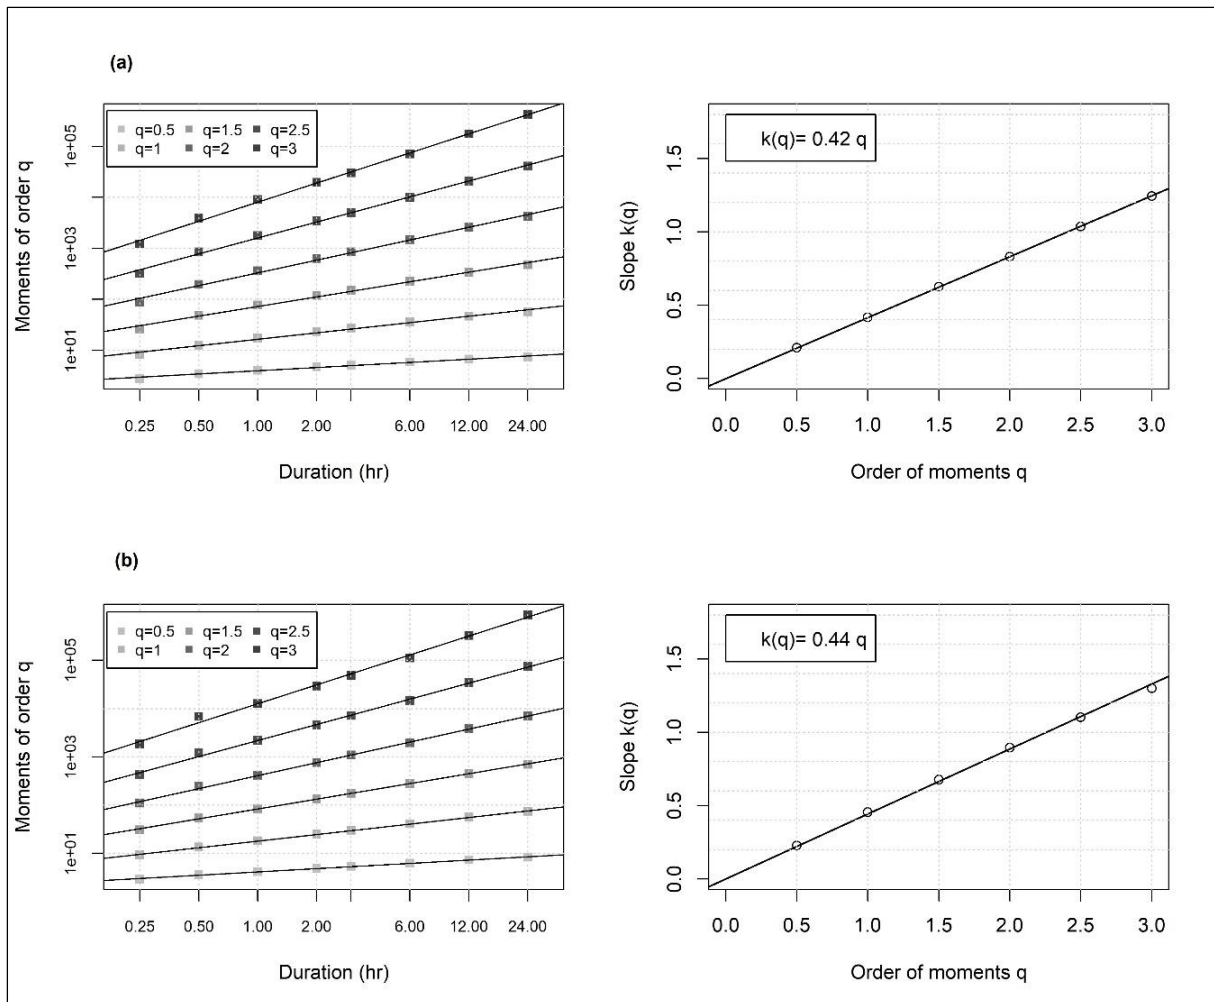 (a)
q=0.5 q=1.5 q=2.5
q=1 q=2 q=3
Moments of order q
1e+05
1e+03
1e+01
0.25 0.50 1.00 2.00 6.00 12.00 24.00
Duration (hr)
k(q)= 0.42 q
Slope k(q)
1.5
1.0
0.5
0.0
0.0 0.5 1.0 1.5 2.0 2.5 3.0
Order of moments q
(b)
q=0.5 q=1.5 q=2.5
q=1 q=2 q=3
Moments of order q
1e+05
1e+03
1e+01
0.25 0.50 1.00 2.00 6.00 12.00 24.00
Duration (hr)
k(q)= 0.44 q
Slope k(q)
1.5
1.0
0.5
0.0
0.0 0.5 1.0 1.5 2.0 2.5 3.0
Order of moments q